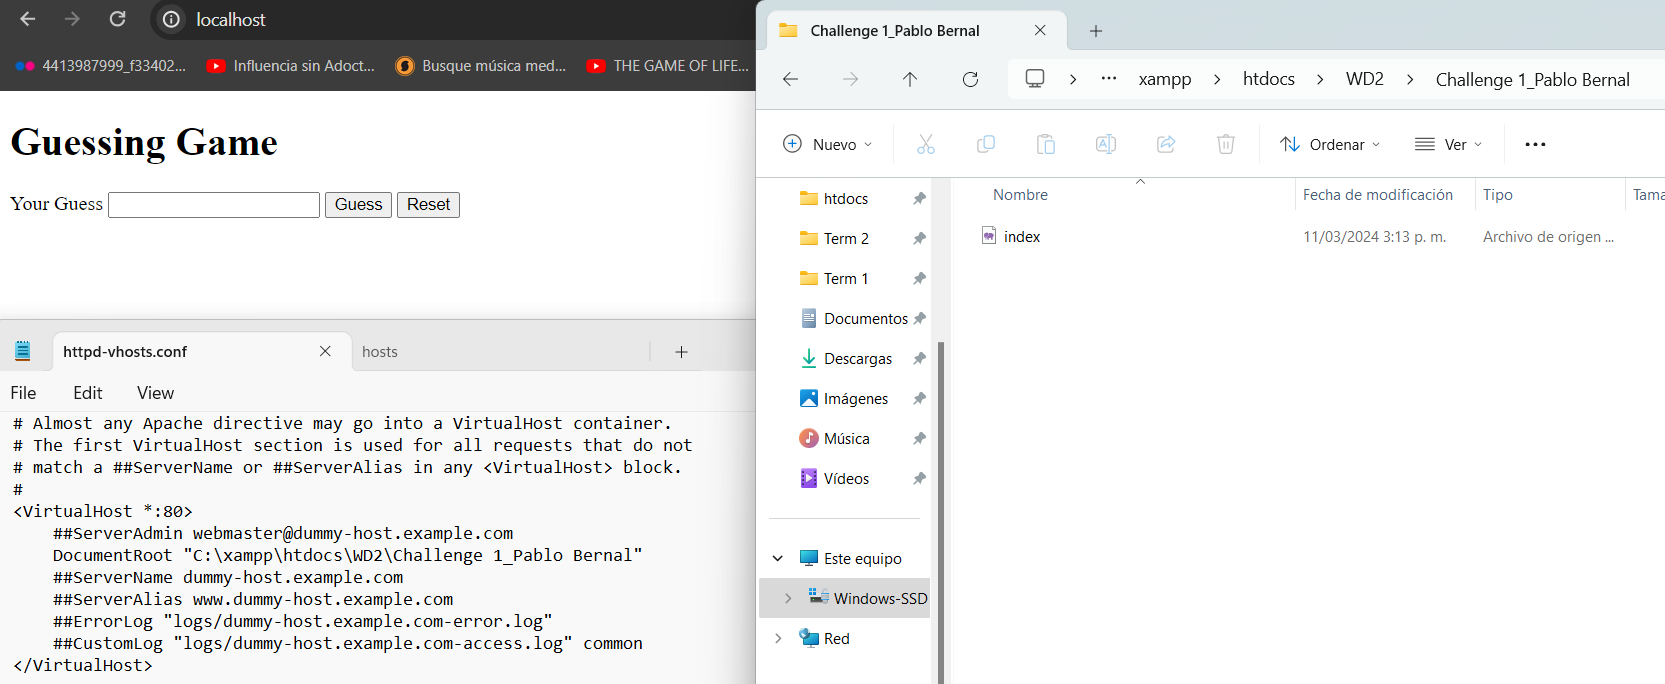 localhost
4413987999_f33402...
Influencia sin Adoct...
Busque música med...
THE GAME OF LIFE...
Guessing Game
Your Guess
Guess
Reset
httpd-vhosts.conf
hosts
File
Edit
View
# Almost any Apache directive may go into a VirtualHost container.
# The first VirtualHost section is used for all requests that do not
# match a ##ServerName or ##ServerAlias in any <VirtualHost> block.
#
<VirtualHost *:80>
    ##ServerAdmin webmaster@dummy-host.example.com
    DocumentRoot "C:\xampp\htdocs\WD2\Challenge 1_Pablo Bernal"
    ##ServerName dummy-host.example.com
    ##ServerAlias www.dummy-host.example.com
    ##ErrorLog "logs/dummy-host.example.com-error.log"
    ##CustomLog "logs/dummy-host.example.com-access.log" common
</VirtualHost>
Challenge 1_Pablo Bernal
... xampp > htdocs > WD2 > Challenge 1_Pablo Bernal
Nuevo
Ordenar
Ver
htdocs
Term 2
Term 1
Documentos
Descargas
Imágenes
Música
Vídeos
Este equipo
Windows-SSD
Red
Nombre
Fecha de modificación
Tipo
Tama
index
11/03/2024 3:13 p. m.
Archivo de origen ...